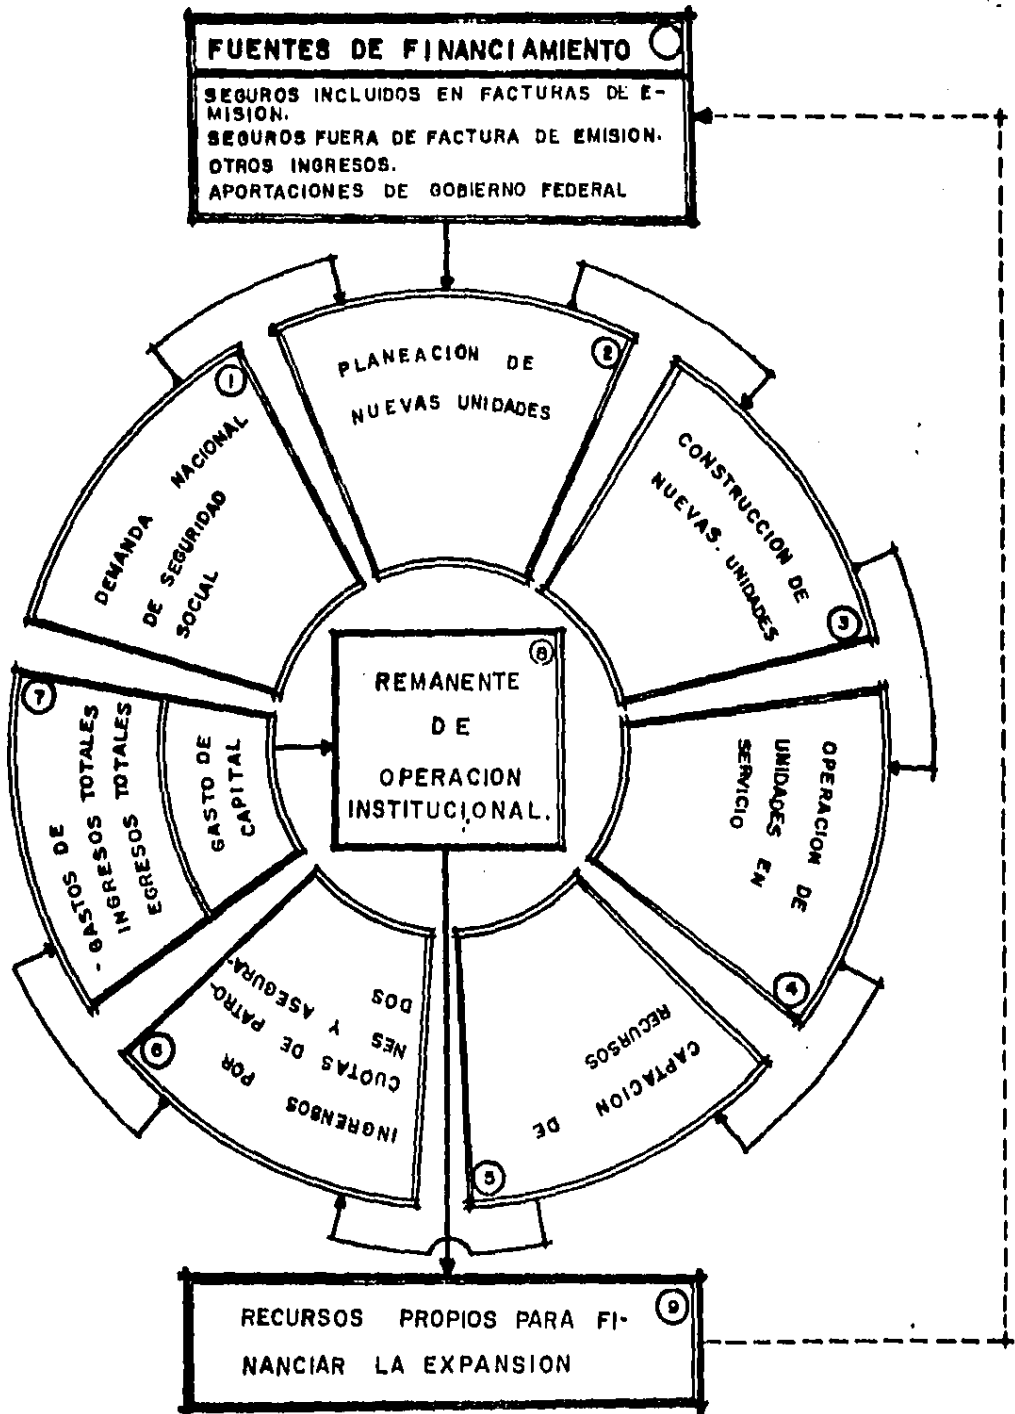 FUENTES DE FINANCIAMIENTO
SEGUROS INCLUIDOS EN FACTURAS DE E-
MISION.
SEGUROS FUERA DE FACTURA DE EMISION.
OTROS INGRESOS.
APORTACIONES DE GOBIERNO FEDERAL
1
DEMANDA NACIONAL
DE SEGURIDAD
SOCIAL
2
PLANEACION DE
NUEVAS UNIDADES
CONSTRUCCION DE
NUEVAS. UNIDADES
3
OPERACION DE
UNIDADES EN
SERVICIO
4
CAPTACION DE
RECURSOS
5
INGRENSOS POR
CUOTAS DE PATRO-
NES Y ASEGURA-
DOS
6
7
- GASTOS DE
GASTOS TOTALES
INGRESOS TOTALES
EGRESOS TOTALES
GASTO DE
CAPITAL
8
REMANENTE
DE
OPERACION
INSTITUCIONAL.
9
RECURSOS PROPIOS PARA FI-
NANCIAR LA EXPANSION